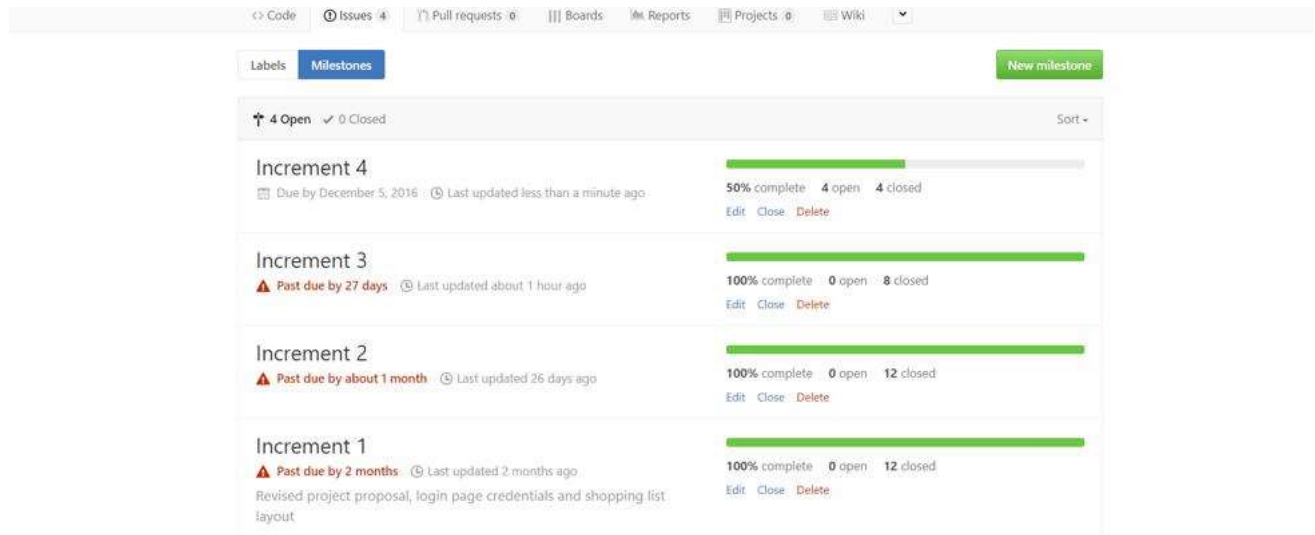 <> Code Issues 4 Pull requests 0 Boards Reports Projects 0 Wiki
Labels Milestones New milestone
4 Open ✓ 0 Closed Sort
Increment 4
Due by December 5, 2016 Last updated less than a minute ago
50% complete 4 open 4 closed
Edit Close Delete
Increment 3
Past due by 27 days Last updated about 1 hour ago
100% complete 0 open 8 closed
Edit Close Delete
Increment 2
Past due by about 1 month Last updated 26 days ago
100% complete 0 open 12 closed
Edit Close Delete
Increment 1
Past due by 2 months Last updated 2 months ago
Revised project proposal, login page credentials and shopping list
layout
100% complete 0 open 12 closed
Edit Close Delete